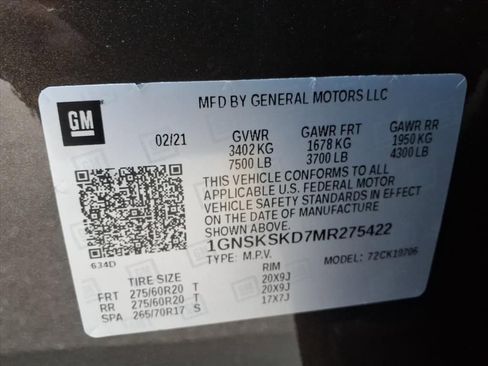 GM
MFD BY GENERAL MOTORS LLC
02/21 GVWR GAWR FRT GAWR RR
3402 KG 1678 KG 1950 KG
7500 LB 3700 LB 4300 LB
THIS VEHICLE CONFORMS TO ALL
APPLICABLE U.S. FEDERAL MOTOR
VEHICLE SAFETY STANDARDS IN EFFECT
ON THE DATE OF MANUFACTURE
SHOWN ABOVE.
1GNSKSKD7MR275422
634D TYPE: M.P.V. MODEL: 72CK10706
TIRE SIZE RIM
FRT 275/60R20 T 20X9J
RR 275/60R20 T 20X9J
SPA 265/70R17 S 17X7J